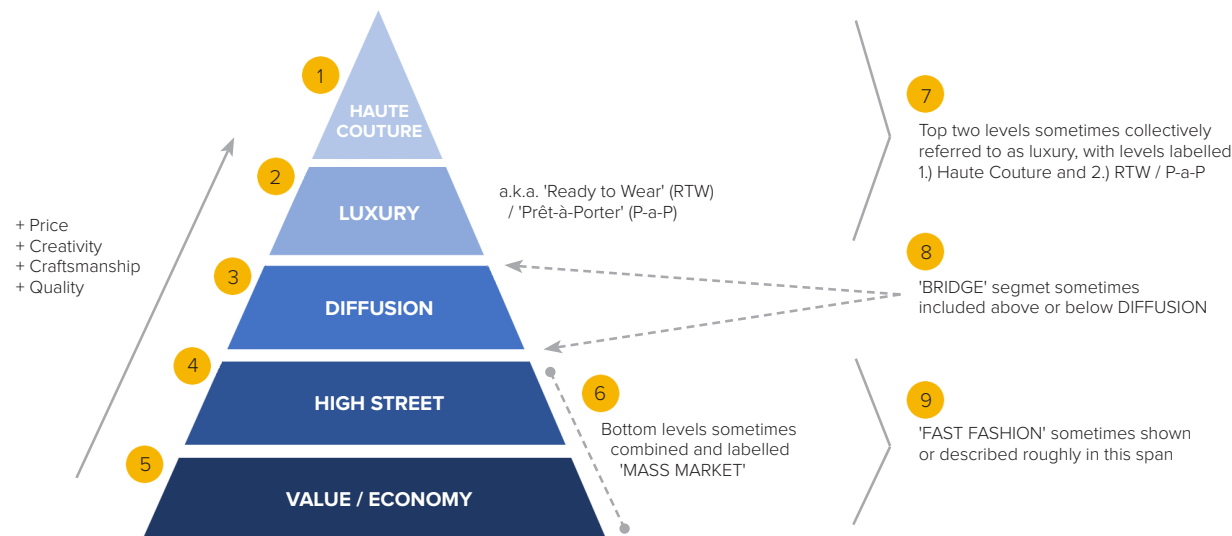 1
HAUTE
COUTURE
2
LUXURY
a.k.a. 'Ready to Wear' (RTW)
/ 'Prêt-à-Porter' (P-a-P)
+ Price
+ Creativity
+ Craftsmanship
+ Quality
3
DIFFUSION
4
HIGH STREET
5
VALUE / ECONOMY
6
Bottom levels sometimes
combined and labelled
'MASS MARKET'
7
Top two levels sometimes collectively
referred to as luxury, with levels labelled
1.) Haute Couture and 2.) RTW / P-a-P
8
'BRIDGE' segmet sometimes
included above or below DIFFUSION
9
'FAST FASHION' sometimes shown
or described roughly in this span